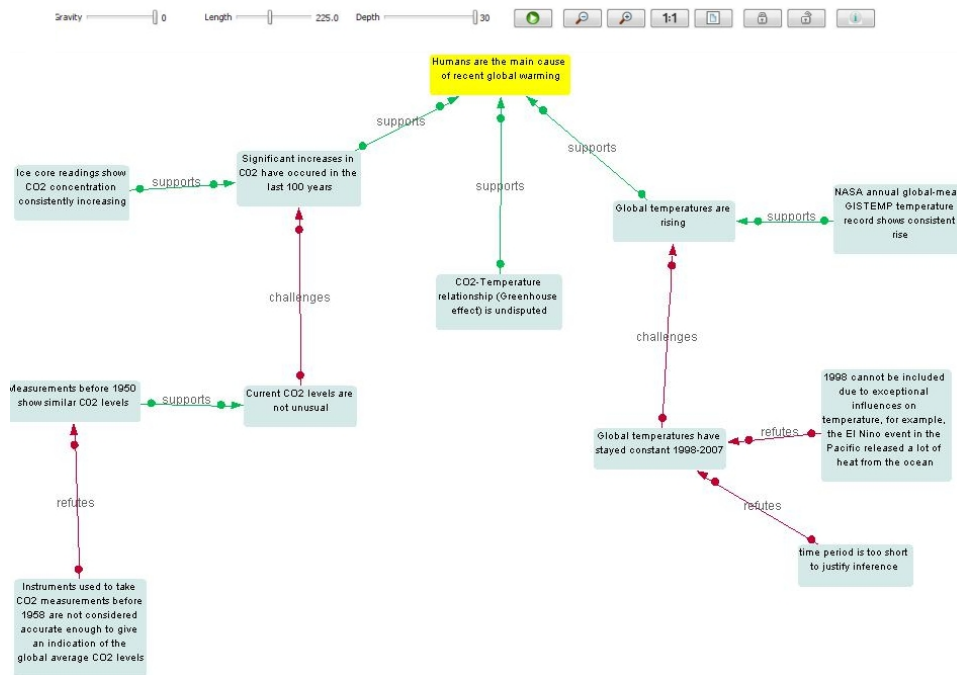 Gravity 0 Length 225.0 Depth 30 1:1
Humans are the main cause
of recent global warming
supports
supports
supports
Significant increases in
CO2 have occured in the
last 100 years
Ice core readings show
CO2 concentration
consistently increasing
supports
Global temperatures are
rising
supports
NASA annual global-mea
GISTEMP temperature
record shows consistent
rise
CO2-Temperature
relationship (Greenhouse
effect) is undisputed
challenges
challenges
Measurements before 1950
show similar CO2 levels
supports
Current CO2 levels are
not unusual
Global temperatures have
stayed constant 1998-2007
refutes
1998 cannot be included
due to exceptional
influences on
temperature, for example,
the El Nino event in the
Pacific released a lot of
heat from the ocean
refutes
refutes
time period is too short
to justify inference
Instruments used to take
CO2 measurements before
1958 are not considered
accurate enough to give
an indication of the
global average CO2 levels